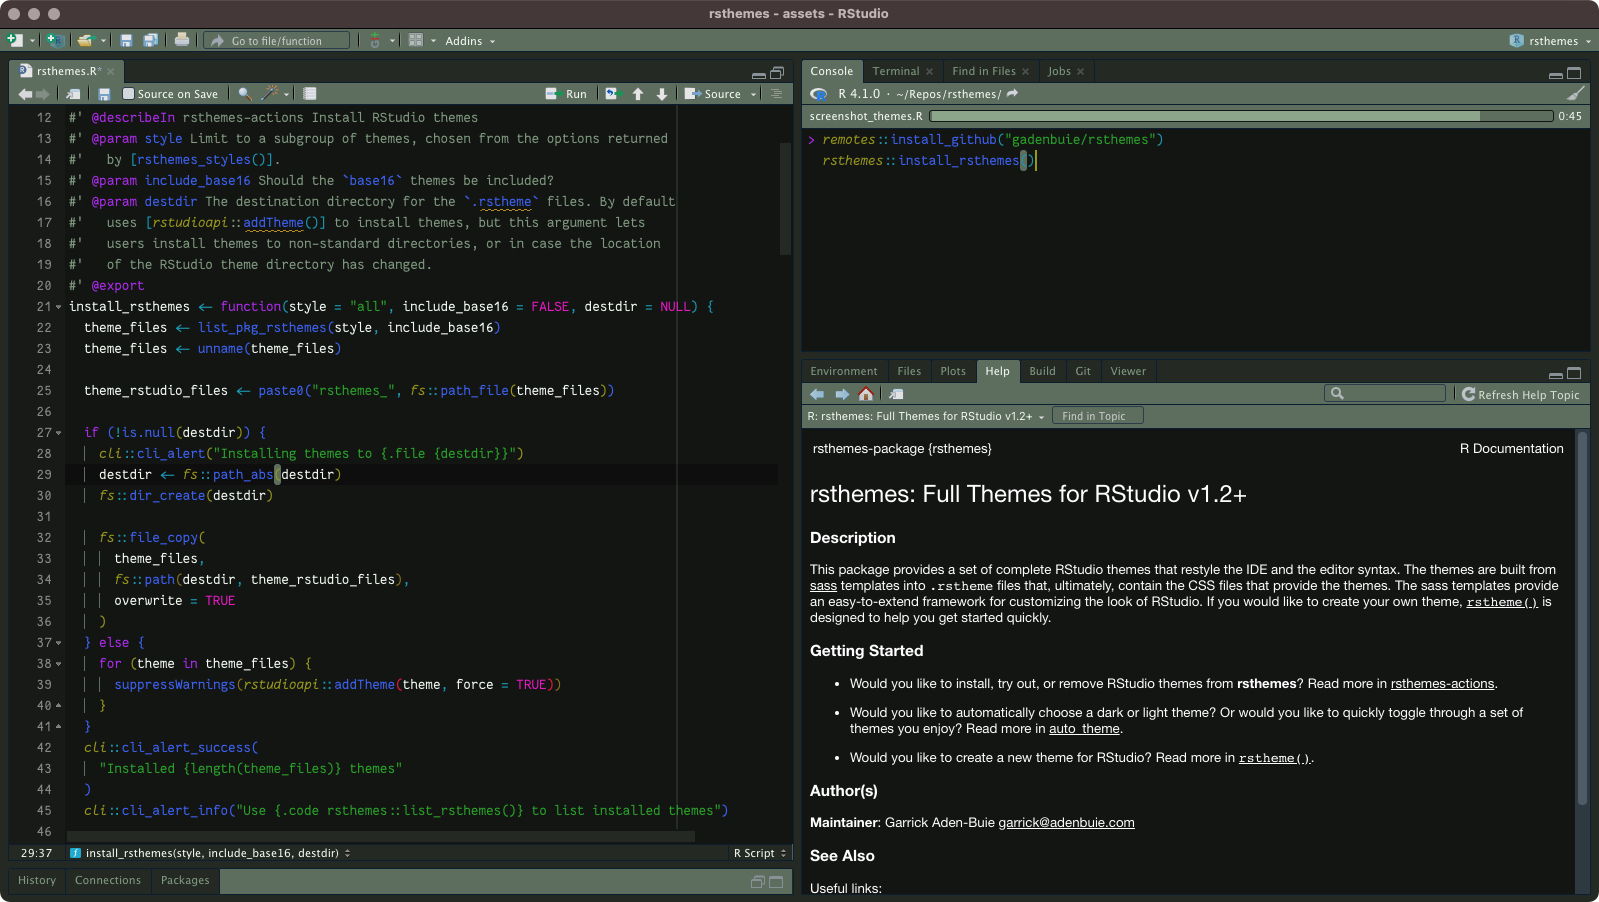 rsthemes - assets - RStudio
Go to file/function
Addins
rsthemes
rsthemes.R*
Source on Save
Run
Source
12 #' @describeIn rsthemes-actions Install RStudio themes
13 #' @param style Limit to a subgroup of themes, chosen from the options returned
14 #'   by [rsthemes_styles()].
15 #' @param include_base16 Should the `base16` themes be included?
16 #' @param destdir The destination directory for the `.rstheme` files. By default
17 #'   uses [rstudioapi::addTheme()] to install themes, but this argument lets
18 #'   users install themes to non-standard directories, or in case the location
19 #'   of the RStudio theme directory has changed.
20 #' @export
21 install_rsthemes <- function(style = "all", include_base16 = FALSE, destdir = NULL) {
22   theme_files <- list_pkg_rsthemes(style, include_base16)
23   theme_files <- unname(theme_files)
24
25   theme_rstudio_files <- paste0("rsthemes_", fs::path_file(theme_files))
26
27   if (!is.null(destdir)) {
28     cli::cli_alert("Installing themes to {.file {destdir}}")
29     destdir <- fs::path_abs(destdir)
30     fs::dir_create(destdir)
31
32     fs::file_copy(
33       theme_files,
34       fs::path(destdir, theme_rstudio_files),
35       overwrite = TRUE
36     )
37   } else {
38     for (theme in theme_files) {
39       suppressWarnings(rstudioapi::addTheme(theme, force = TRUE))
40     }
41   }
42   cli::cli_alert_success(
43     "Installed {length(theme_files)} themes"
44   )
45   cli::cli_alert_info("Use {.code rsthemes::list_rsthemes()} to list installed themes")
46
29:37 install_rsthemes(style, include_base16, destdir) R Script
History Connections Packages
Console Terminal Find in Files Jobs
R 4.1.0 · ~/Repos/rsthemes/
screenshot_themes.R 0:45
> remotes::install_github("gadenbuie/rsthemes")
rsthemes::install_rsthemes()
Environment Files Plots Help Build Git Viewer
Refresh Help Topic
R: rsthemes: Full Themes for RStudio v1.2+ Find in Topic
rsthemes-package {rsthemes} R Documentation
rsthemes: Full Themes for RStudio v1.2+
Description
This package provides a set of complete RStudio themes that restyle the IDE and the editor syntax. The themes are built from
sass templates into .rstheme files that, ultimately, contain the CSS files that provide the themes. The sass templates provide
an easy-to-extend framework for customizing the look of RStudio. If you would like to create your own theme, rstheme() is
designed to help you get started quickly.
Getting Started
• Would you like to install, try out, or remove RStudio themes from rsthemes? Read more in rsthemes-actions.
• Would you like to automatically choose a dark or light theme? Or would you like to quickly toggle through a set of
themes you enjoy? Read more in auto_theme.
• Would you like to create a new theme for RStudio? Read more in rstheme().
Author(s)
Maintainer: Garrick Aden-Buie garrick@adenbuie.com
See Also
Useful links: